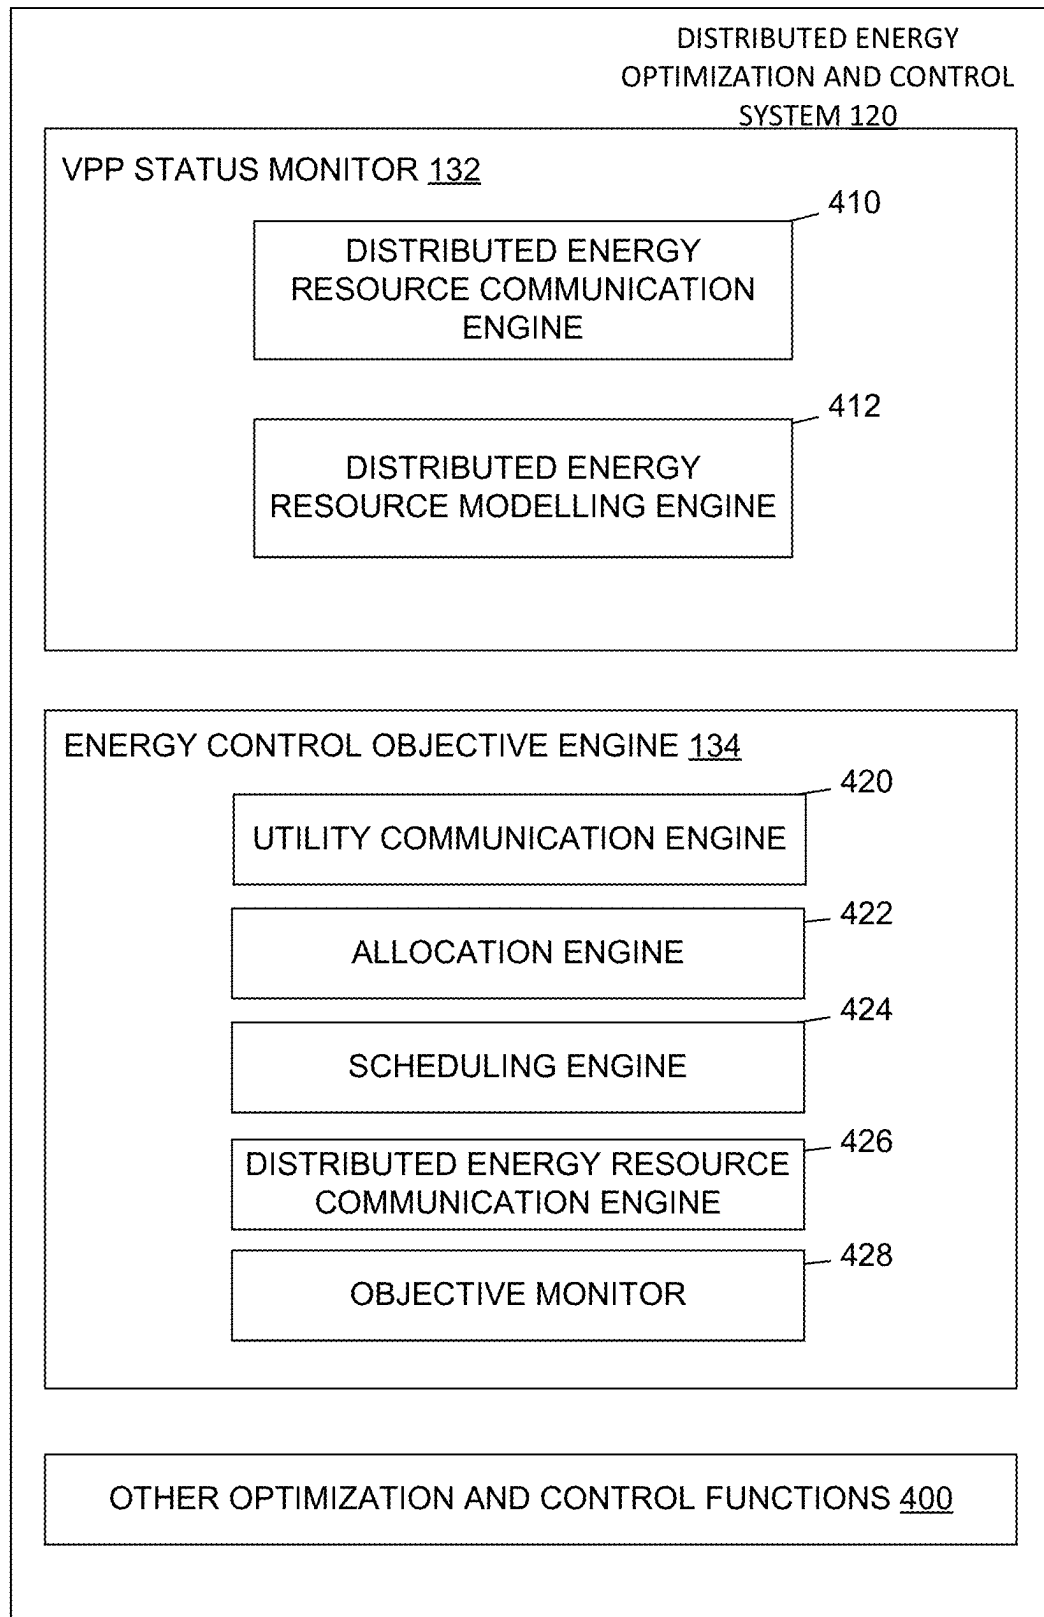 DISTRIBUTED ENERGY
OPTIMIZATION AND CONTROL
SYSTEM 120
VPP STATUS MONITOR 132
410
DISTRIBUTED ENERGY
RESOURCE COMMUNICATION
ENGINE
412
DISTRIBUTED ENERGY
RESOURCE MODELLING ENGINE
ENERGY CONTROL OBJECTIVE ENGINE 134
420
UTILITY COMMUNICATION ENGINE
422
ALLOCATION ENGINE
424
SCHEDULING ENGINE
426
DISTRIBUTED ENERGY RESOURCE
COMMUNICATION ENGINE
428
OBJECTIVE MONITOR
OTHER OPTIMIZATION AND CONTROL FUNCTIONS 400